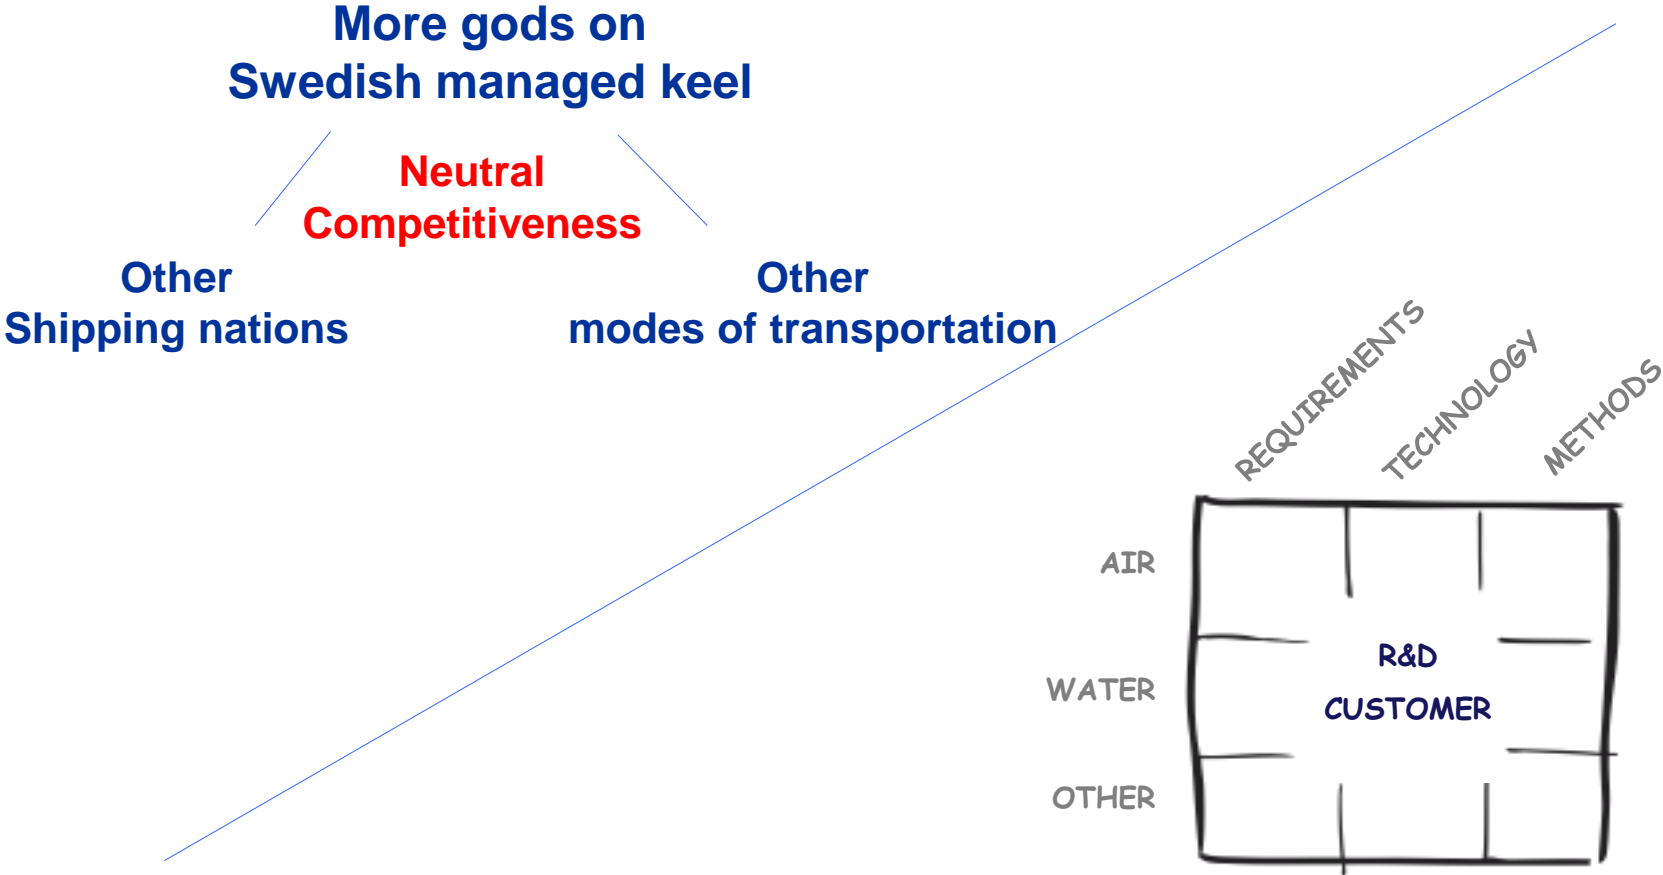 More gods on
Swedish managed keel
Neutral
Competitiveness
Other
Shipping nations
Other
modes of transportation
REQUIREMENTS
TECHNOLOGY
METHODS
AIR
WATER
OTHER
R&D
CUSTOMER